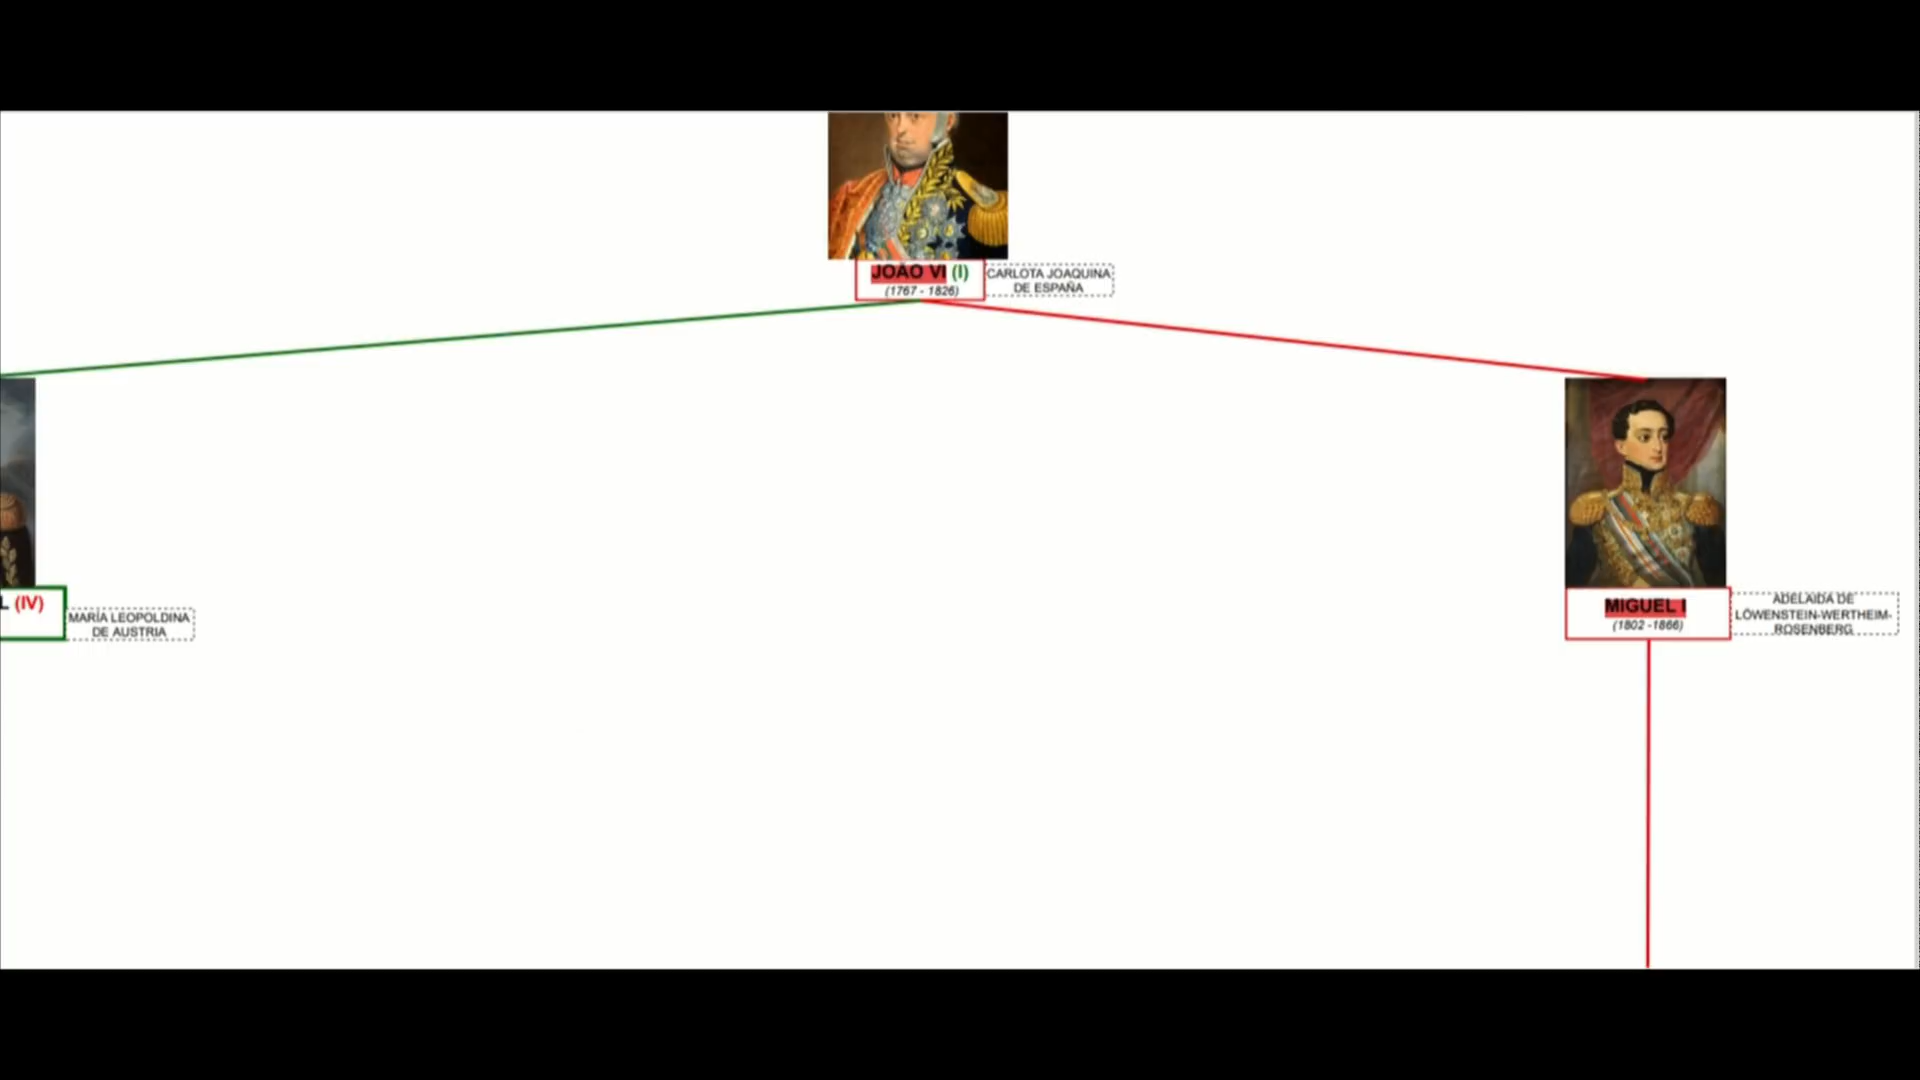 JOÃO VI (I)
(1767 - 1826)
CARLOTA JOAQUINA
DE ESPAÑA
L (IV)
MARÍA LEOPOLDINA
DE AUSTRIA
MIGUEL I
(1802 -1866)
ADELAIDA DE
LÖWENSTEIN-WERTHEIM-
ROSENBERG